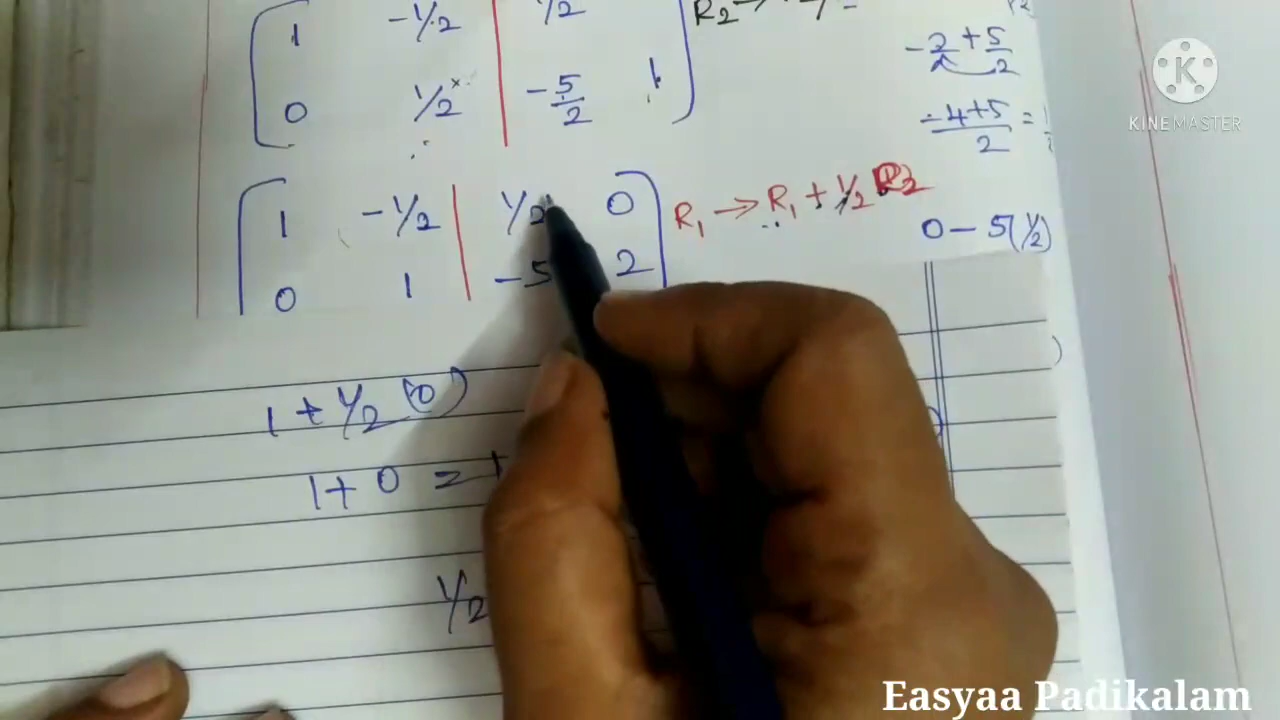 1 -1/2 1/2 R2 →
-2 + 5/2
0 1/2 -5/2 1
-4+5/2 =
1 -1/2 1/2 0 R1 → R1 + 1/2 R2
0 - 5(1/2)
0 1 -5 2
1 + 1/2 (0)
1 + 0 = 1
1/2
KINEMASTER
Easyaa Padikalam